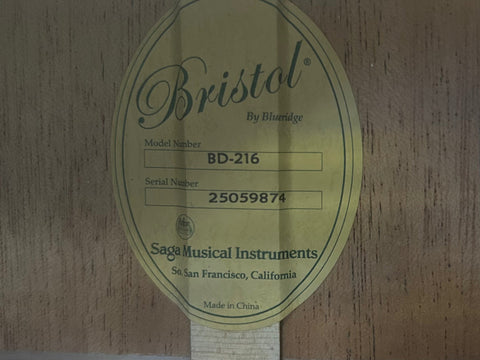 Bristol®
By Blueridge
Model Number
BD-216
Serial Number
25059874
Saga Musical Instruments
So. San Francisco, California
Made in China